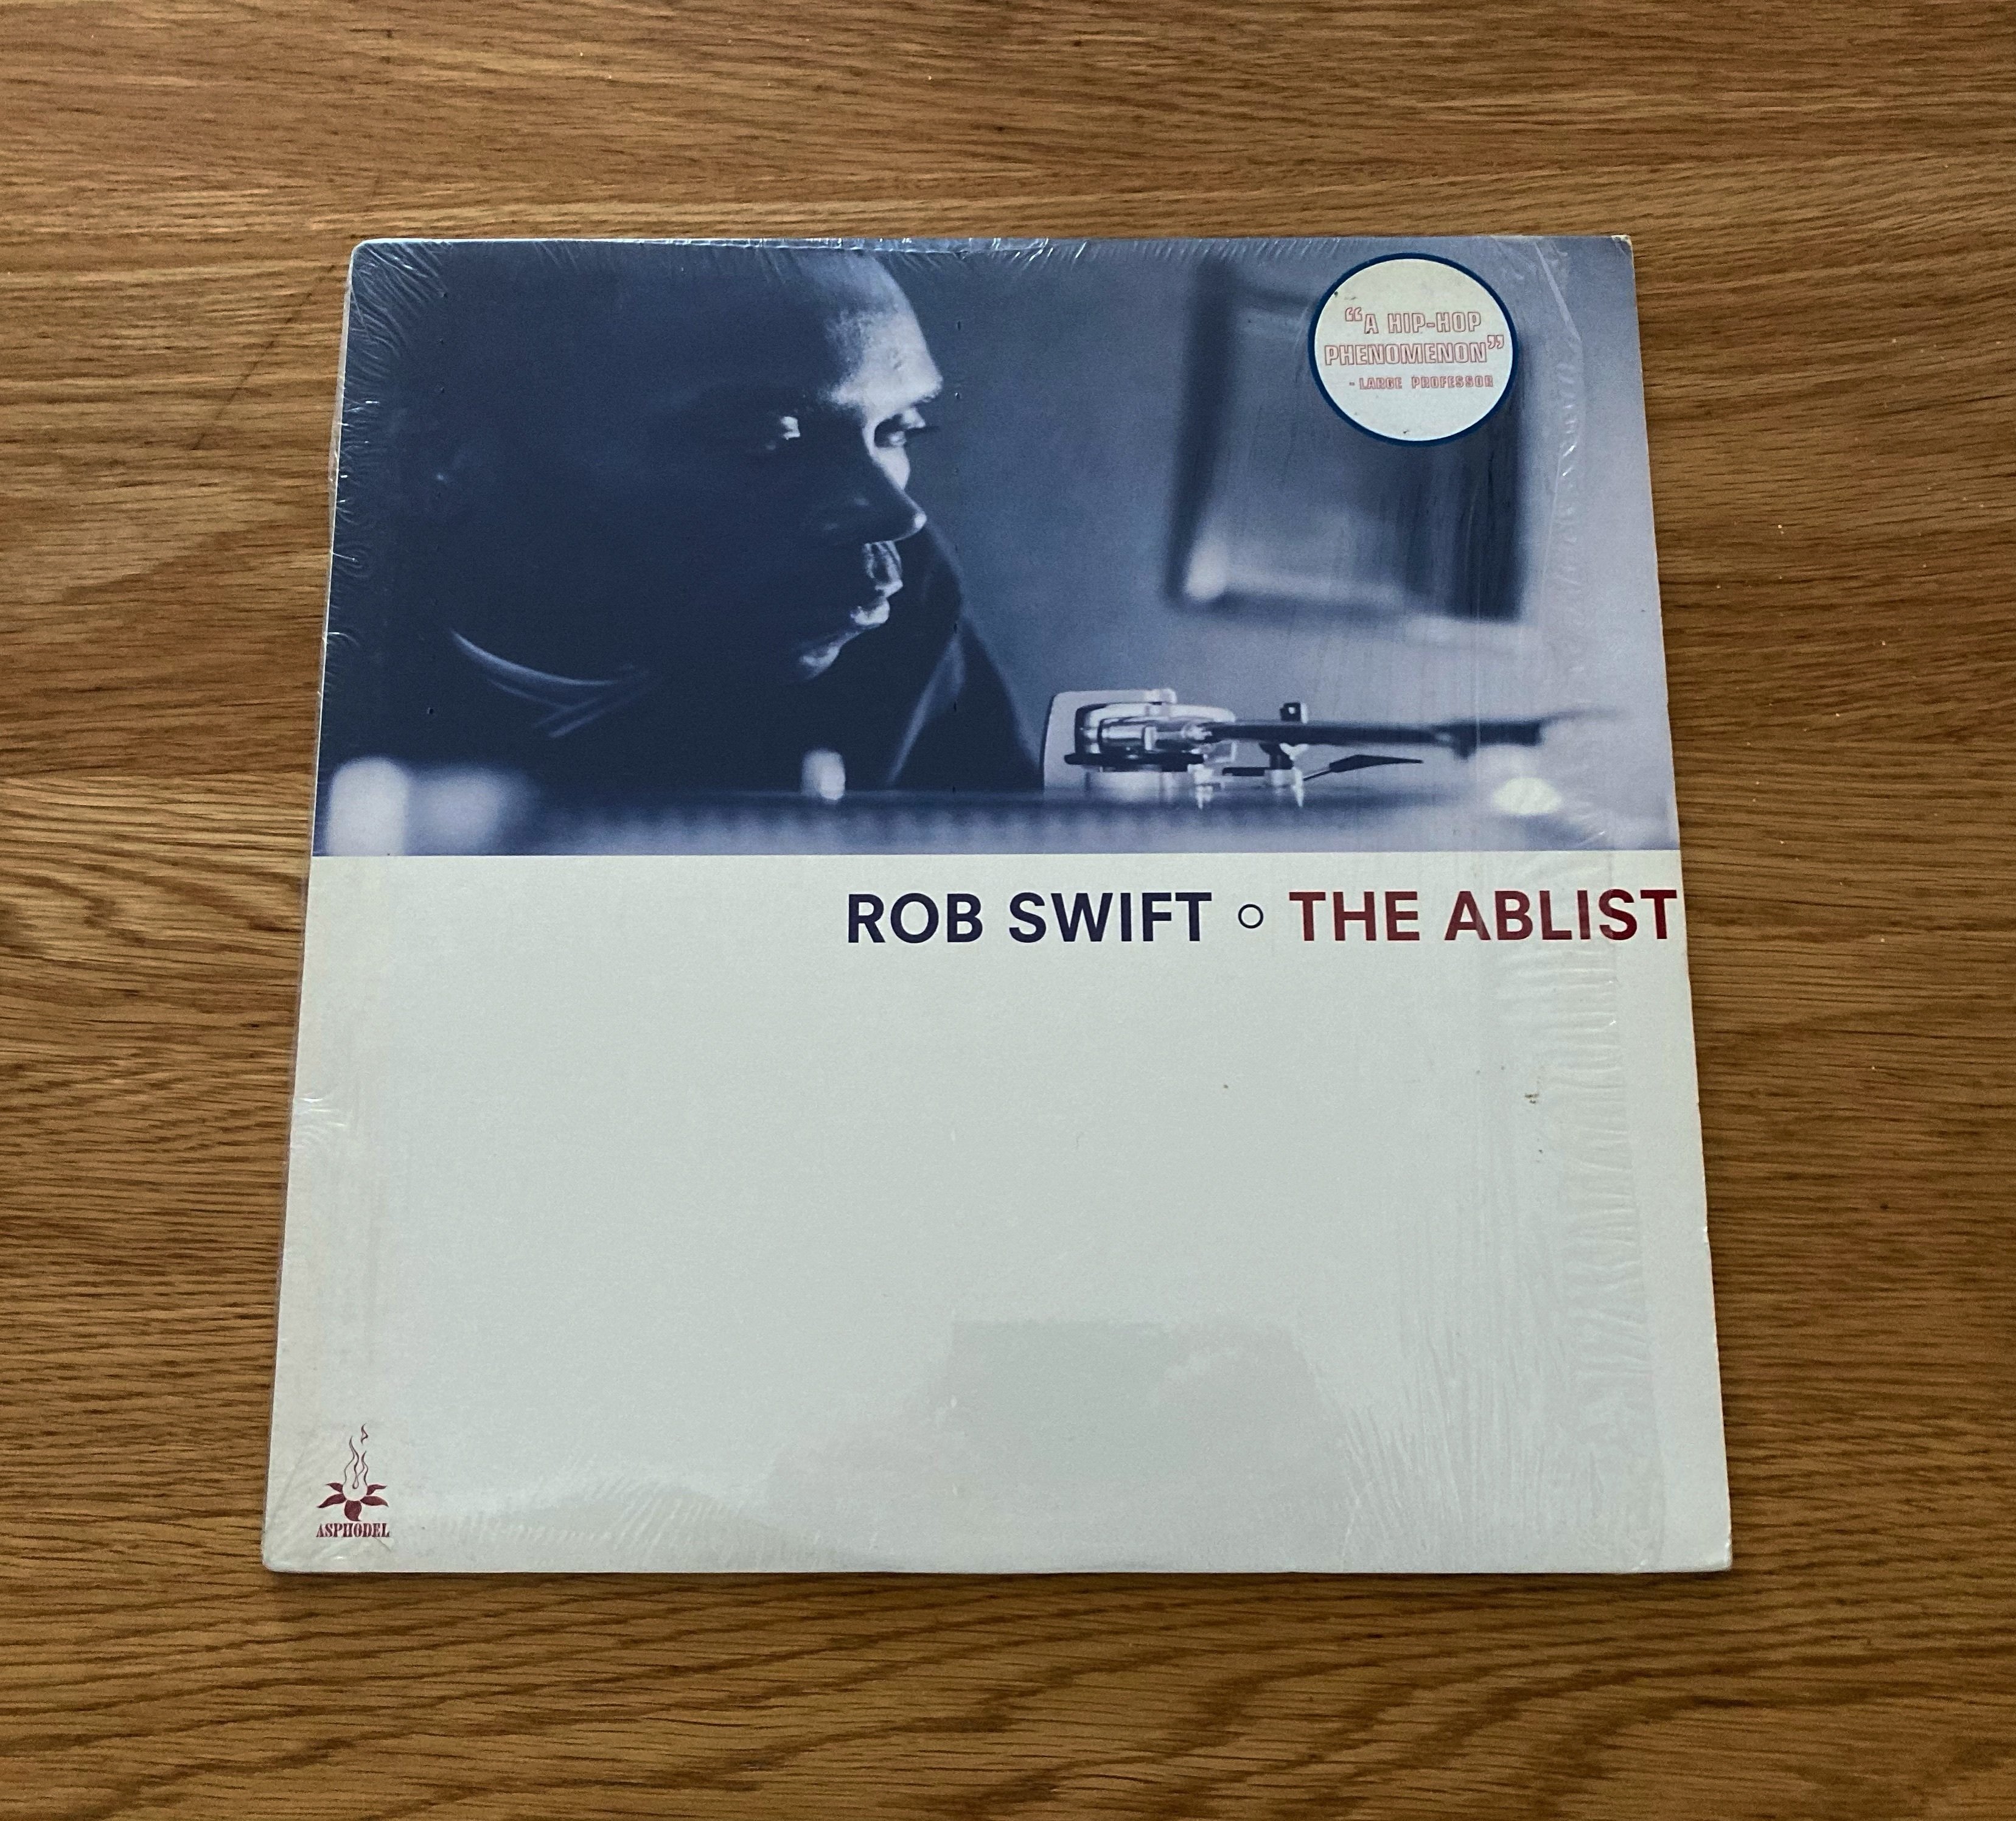 “A HIP-HOP
PHENOMENON”
- LARGE PROFESSOR
ROB SWIFT ○ THE ABLIST
ASPHODEL